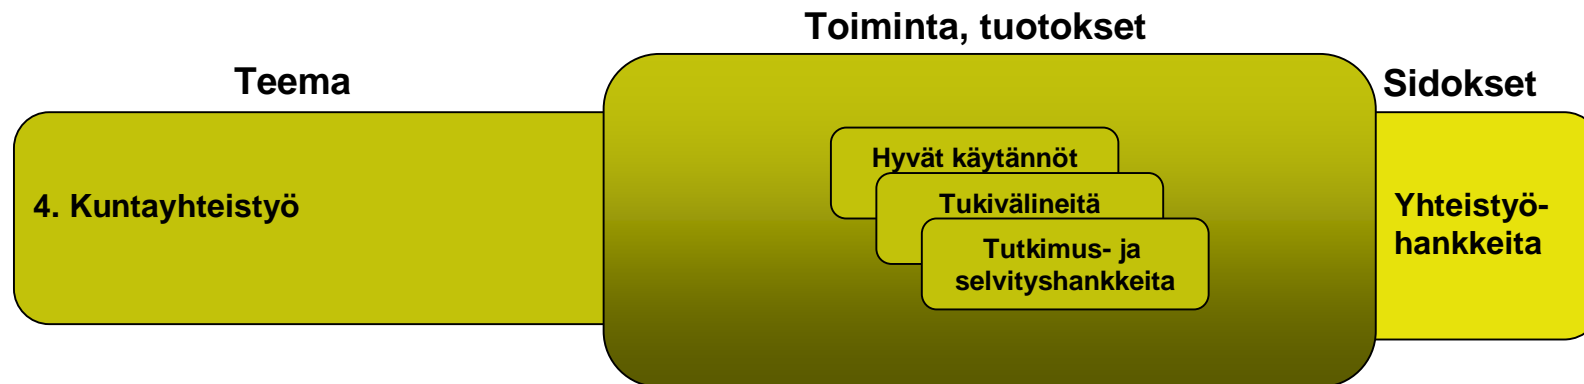 Toiminta, tuotokset
Teema
Sidokset
4. Kuntayhteistyö
Hyvät käytännöt
Tukivälineitä
Tutkimus- ja
selvityshankkeita
Yhteistyö-
hankkeita